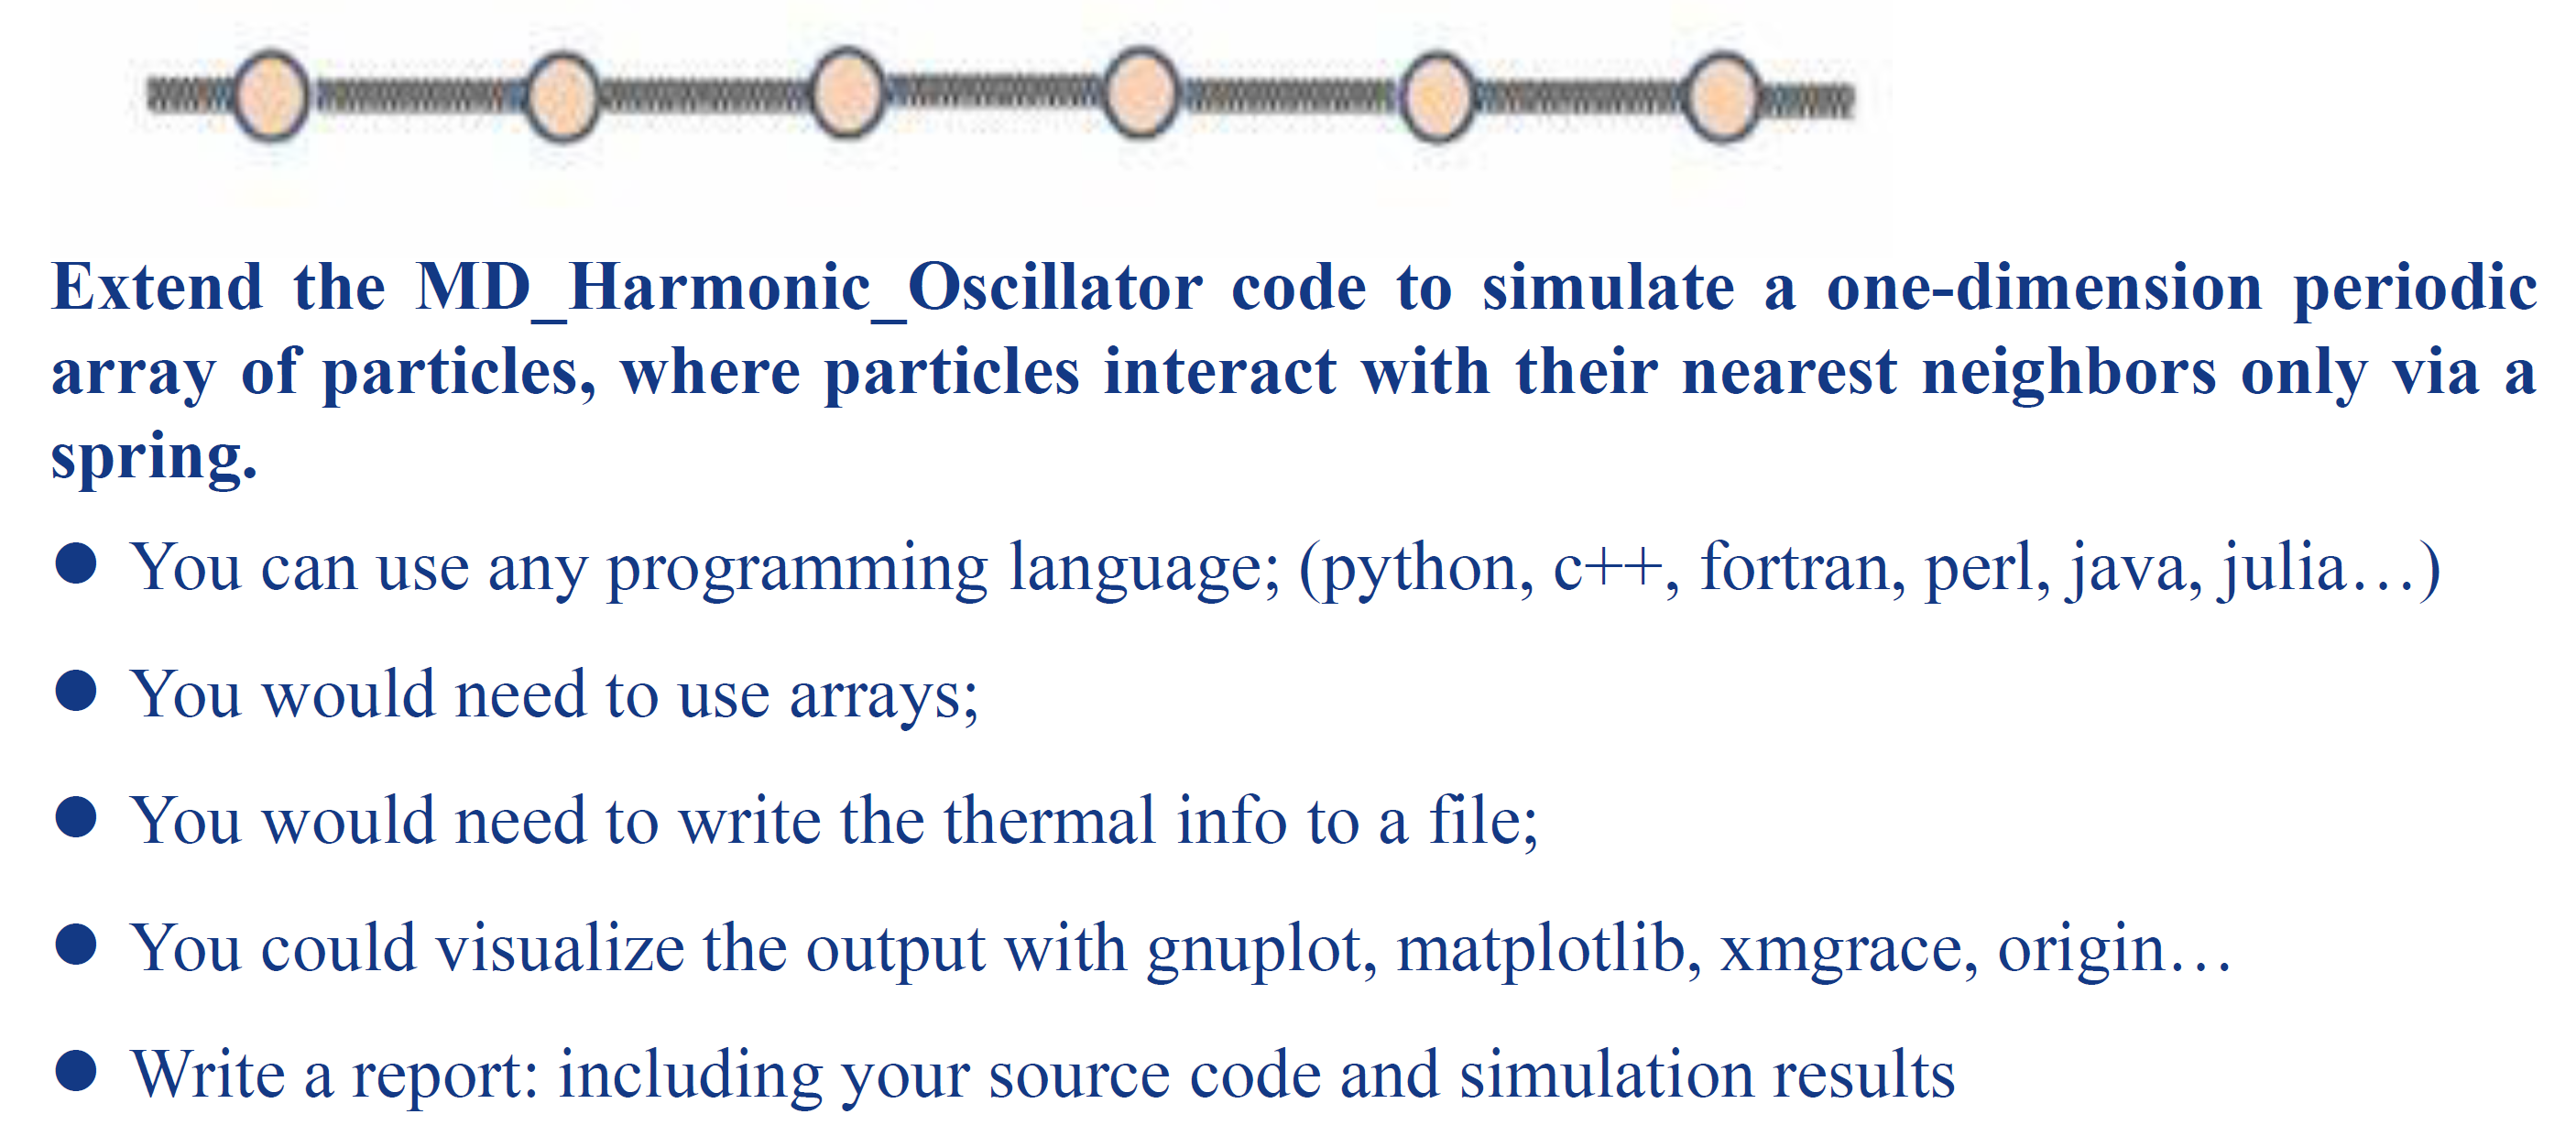 Extend the MD_Harmonic_Oscillator code to simulate a one-dimension periodic
array of particles, where particles interact with their nearest neighbors only via a
spring.
● You can use any programming language; (python, c++, fortran, perl, java, julia…)
● You would need to use arrays;
● You would need to write the thermal info to a file;
● You could visualize the output with gnuplot, matplotlib, xmgrace, origin…
● Write a report: including your source code and simulation results